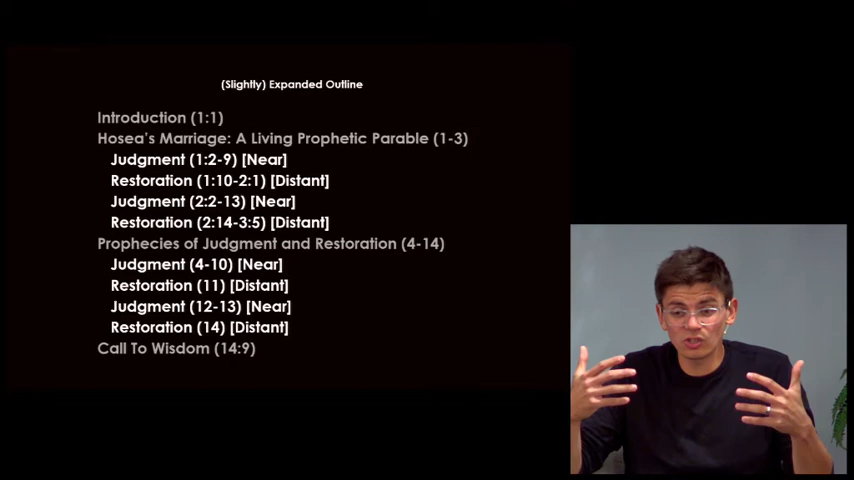 (Slightly) Expanded Outline
Introduction (1:1)
Hosea's Marriage: A Living Prophetic Parable (1-3)
Judgment (1:2-9) [Near]
Restoration (1:10-2:1) [Distant]
Judgment (2:2-13) [Near]
Restoration (2:14-3:5) [Distant]
Prophecies of Judgment and Restoration (4-14)
Judgment (4-10) [Near]
Restoration (11) [Distant]
Judgment (12-13) [Near]
Restoration (14) [Distant]
Call To Wisdom (14:9)